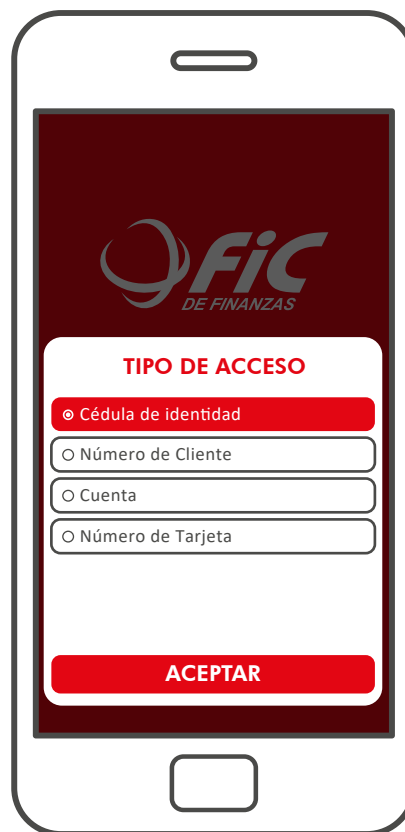 FiC
DE FINANZAS
TIPO DE ACCESO
Cédula de identidad
Número de Cliente
Cuenta
Número de Tarjeta
ACEPTAR